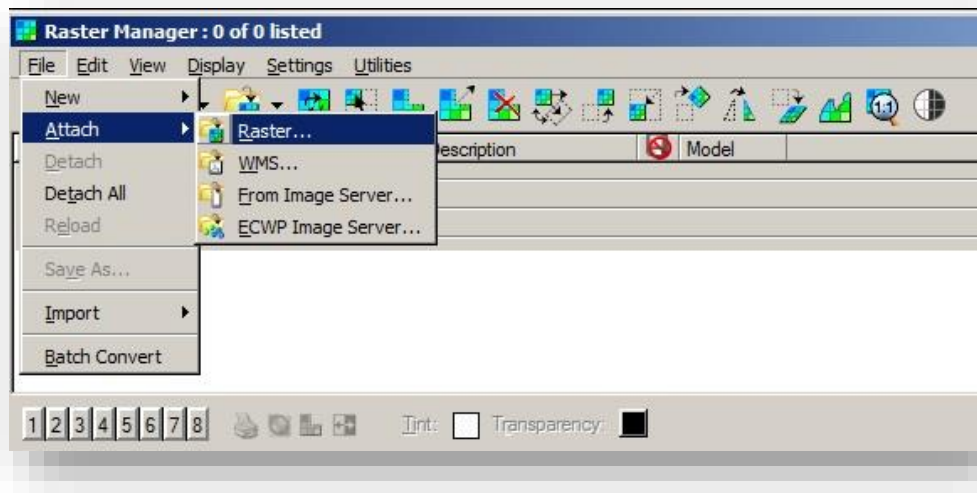 Raster Manager : 0 of 0 listed
File Edit View Display Settings Utilities
New
Attach
Detach
Detach All
Reload
Save As...
Import
Batch Convert
Raster...
WMS...
From Image Server...
ECWP Image Server...
Description Model
1:1
1 2 3 4 5 6 7 8 Tint: Transparency: